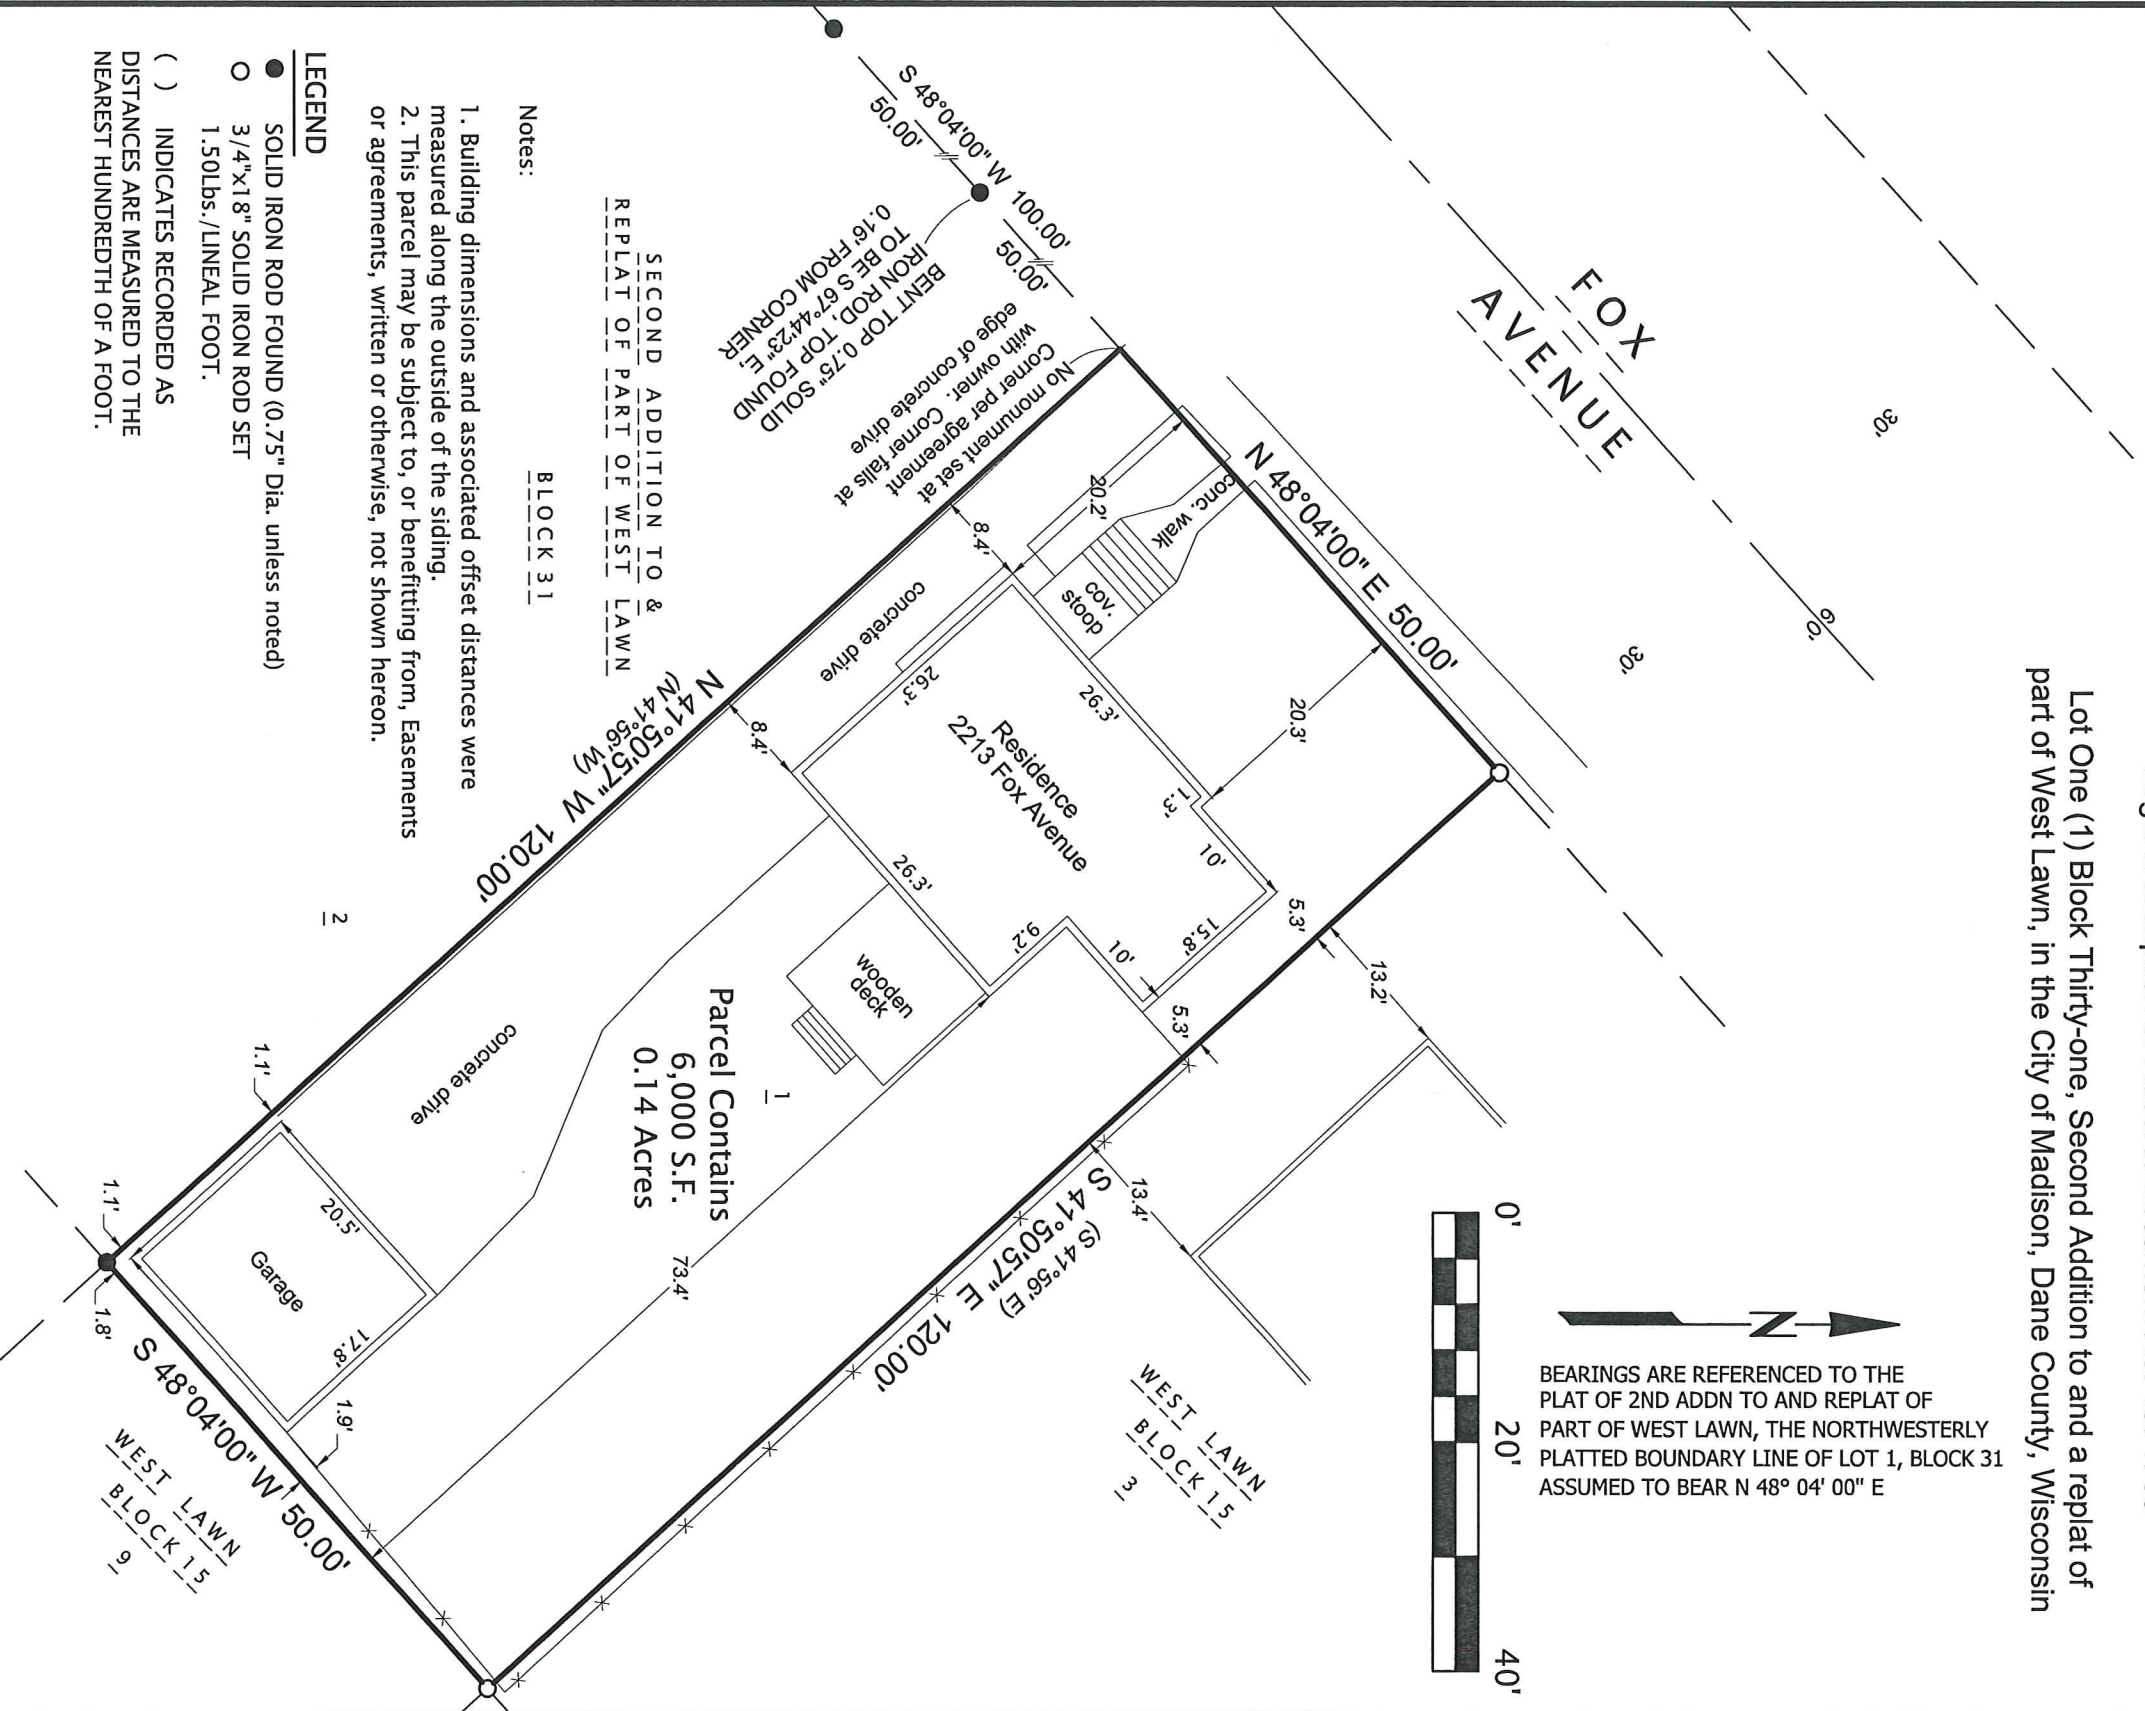 Lot One (1) Block Thirty-one, Second Addition to and a replat of
part of West Lawn, in the City of Madison, Dane County, Wisconsin
FOX
AVENUE
30'
60'
30'
S 48°04'00" W 100.00'
50.00'
50.00'
BENT TOP 0.75" SOLID
IRON ROD, TOP FOUND
TO BE S 67°44'23" E,
0.16' FROM CORNER
No monument set at
Corner per agreement
with owner. Corner falls at
edge of concrete drive
N 48°04'00" E 50.00'
conc. walk
cov.
stoop
20.2'
20.3'
8.4'
concrete drive
26.3'
26.3'
Residence
2213 Fox Avenue
1.3'
10'
5.3'
15.8'
10'
9.2'
5.3'
26.3'
8.4'
wooden
deck
13.2'
13.4'
N 41°50'57" W 120.00'
(N 41°56' W)
S 41°50'57" E 120.00'
(S 41°56' E)
1
Parcel Contains
6,000 S.F.
0.14 Acres
73.4'
concrete drive
1.1'
20.5'
Garage
17.8'
1.1'
1.8'
1.9'
S 48°04'00" W 50.00'
WEST LAWN
BLOCK 15
9
WEST LAWN
BLOCK 15
3
2
0'
20'
40'
N
BEARINGS ARE REFERENCED TO THE
PLAT OF 2ND ADDN TO AND REPLAT OF
PART OF WEST LAWN, THE NORTHWESTERLY
PLATTED BOUNDARY LINE OF LOT 1, BLOCK 31
ASSUMED TO BEAR N 48° 04' 00" E
SECOND ADDITION TO &
REPLAT OF PART OF WEST LAWN
BLOCK 31
Notes:
1. Building dimensions and associated offset distances were
measured along the outside of the siding.
2. This parcel may be subject to, or benefitting from, Easements
or agreements, written or otherwise, not shown hereon.
LEGEND
SOLID IRON ROD FOUND (0.75" Dia. unless noted)
3/4"x18" SOLID IRON ROD SET
1.50Lbs./LINEAL FOOT.
( ) INDICATES RECORDED AS
DISTANCES ARE MEASURED TO THE
NEAREST HUNDREDTH OF A FOOT.